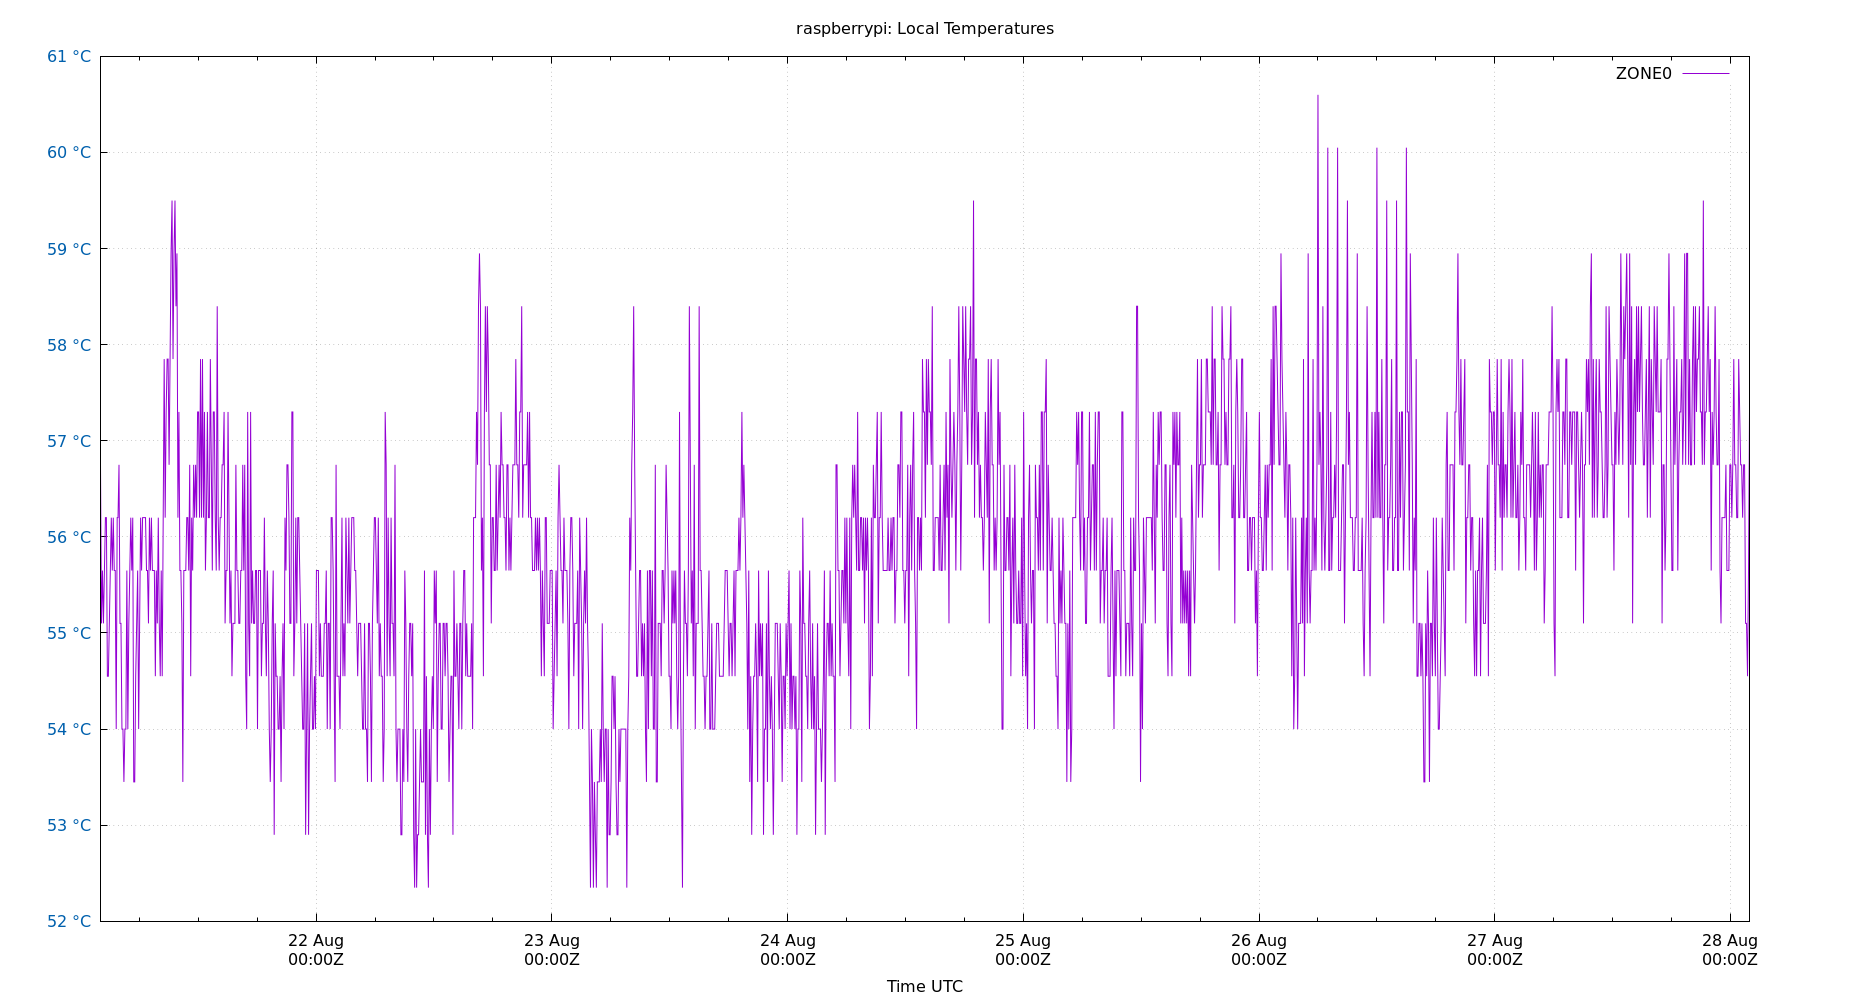 raspberrypi: Local Temperatures
61 °C
ZONE0
60 °C
59 °C
58 °C
57 °C
56 °C
55 °C
54 °C
53 °C
52 °C
22 Aug 23 Aug 24 Aug 25 Aug 26 Aug 27 Aug 28 Aug
00:00Z 00:00Z 00:00Z 00:00Z 00:00Z 00:00Z 00:00Z
Time UTC